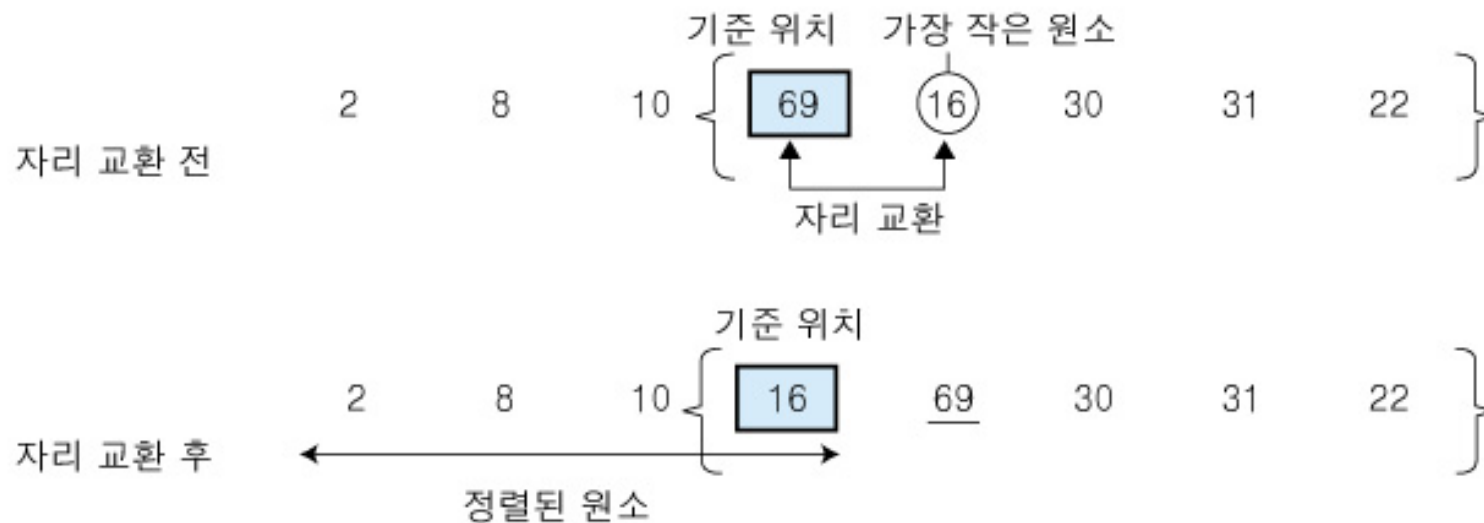 기준 위치 가장 작은 원소
2 8 10 69 16 30 31 22
자리 교환 전
자리 교환
기준 위치
2 8 10 16 69 30 31 22
자리 교환 후
정렬된 원소